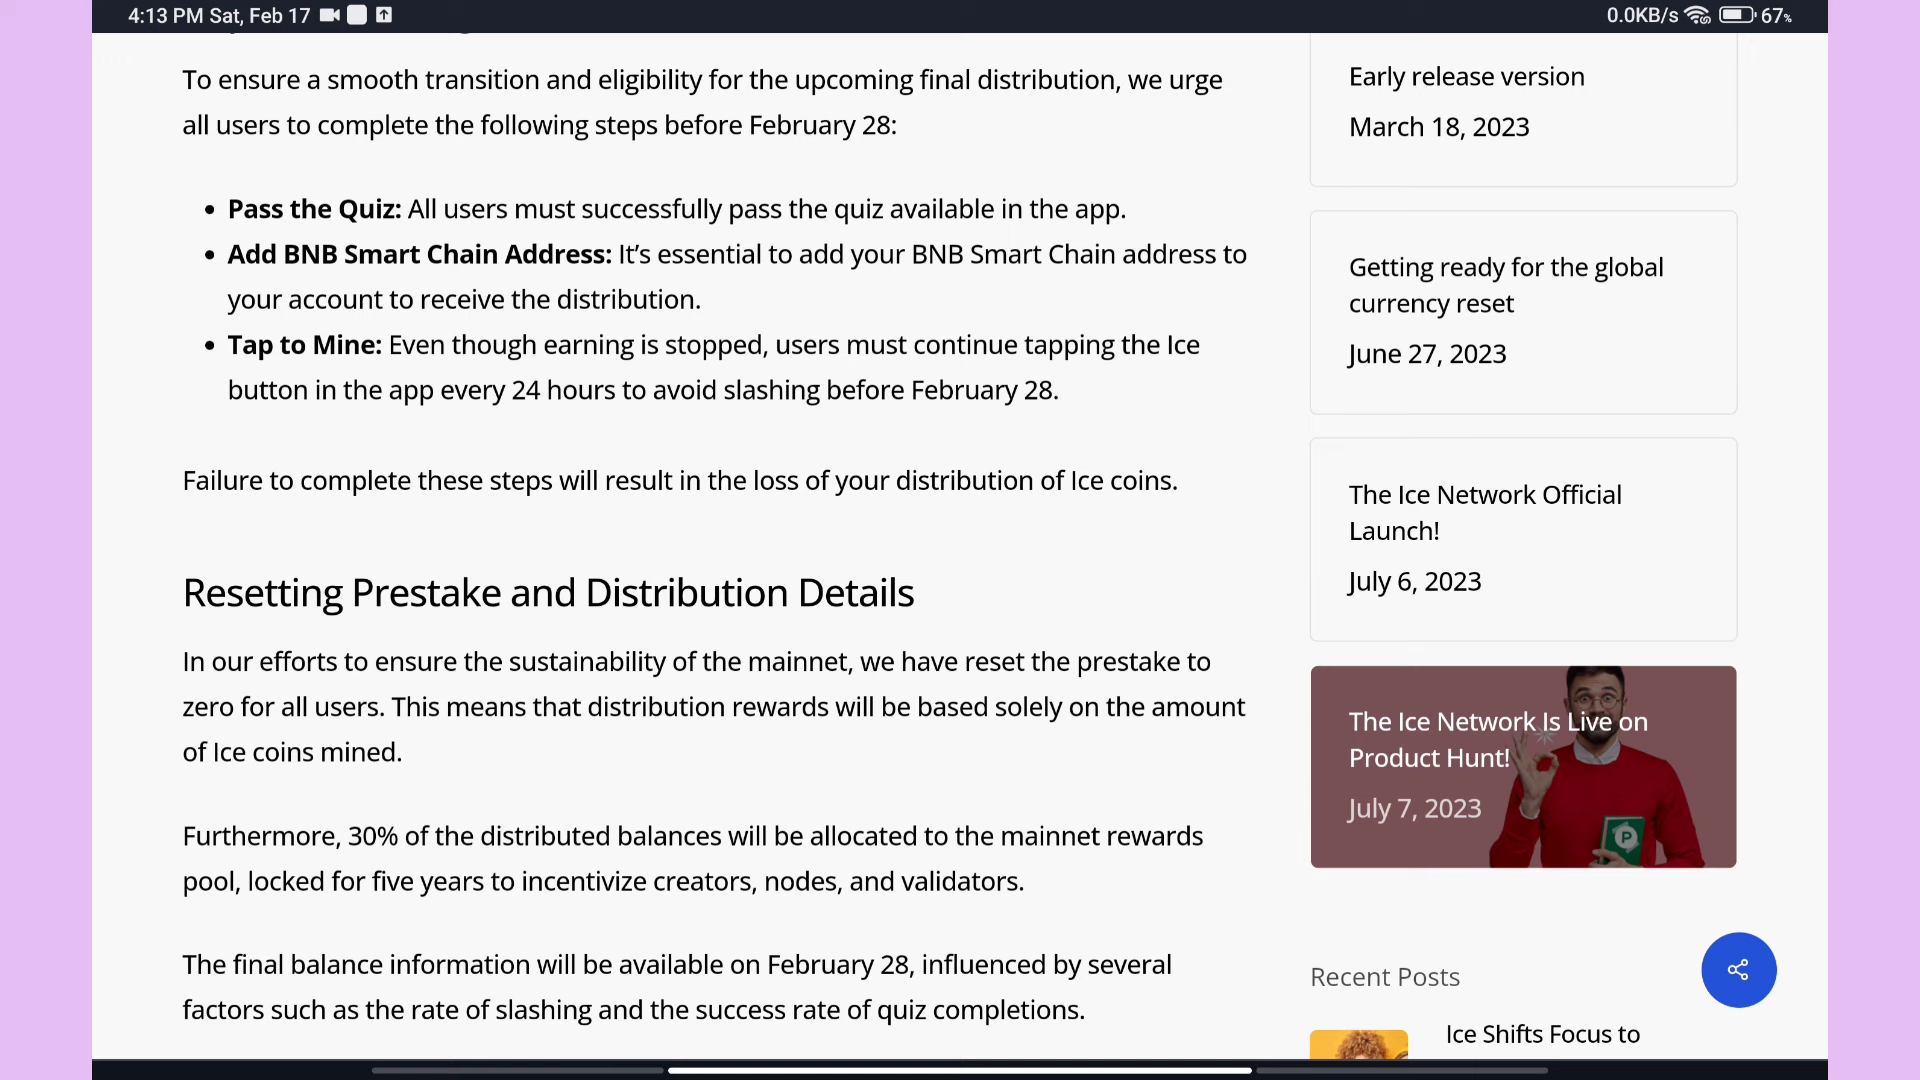 4:13 PM Sat, Feb 17
0.0KB/s
67%
To ensure a smooth transition and eligibility for the upcoming final distribution, we urge
all users to complete the following steps before February 28:
• Pass the Quiz: All users must successfully pass the quiz available in the app.
• Add BNB Smart Chain Address: It’s essential to add your BNB Smart Chain address to
your account to receive the distribution.
• Tap to Mine: Even though earning is stopped, users must continue tapping the Ice
button in the app every 24 hours to avoid slashing before February 28.
Failure to complete these steps will result in the loss of your distribution of Ice coins.
Resetting Prestake and Distribution Details
In our efforts to ensure the sustainability of the mainnet, we have reset the prestake to
zero for all users. This means that distribution rewards will be based solely on the amount
of Ice coins mined.
Furthermore, 30% of the distributed balances will be allocated to the mainnet rewards
pool, locked for five years to incentivize creators, nodes, and validators.
The final balance information will be available on February 28, influenced by several
factors such as the rate of slashing and the success rate of quiz completions.
Early release version
March 18, 2023
Getting ready for the global
currency reset
June 27, 2023
The Ice Network Official
Launch!
July 6, 2023
The Ice Network Is Live on
Product Hunt!
July 7, 2023
P
Recent Posts
Ice Shifts Focus to